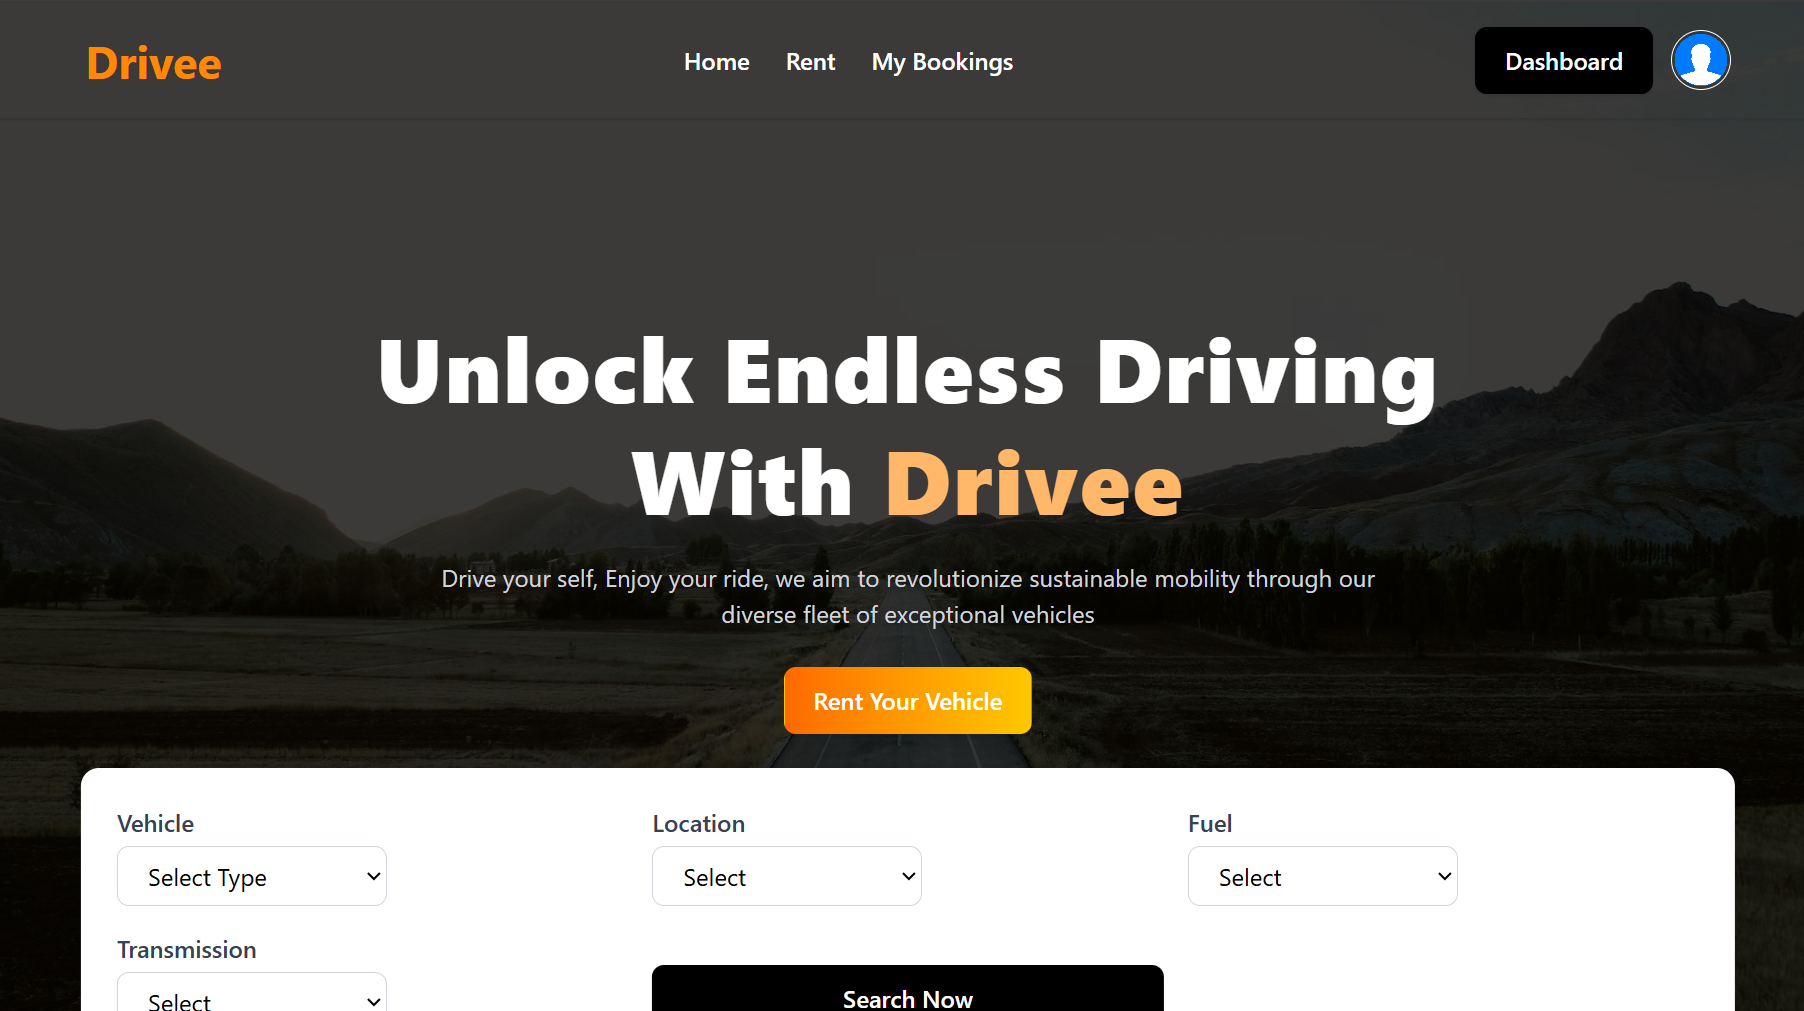 Drivee
Home Rent My Bookings
Dashboard
Unlock Endless Driving
With Drivee
Drive your self, Enjoy your ride, we aim to revolutionize sustainable mobility through our
diverse fleet of exceptional vehicles
Rent Your Vehicle
Vehicle
Select Type
Location
Select
Fuel
Select
Transmission
Select
Search Now